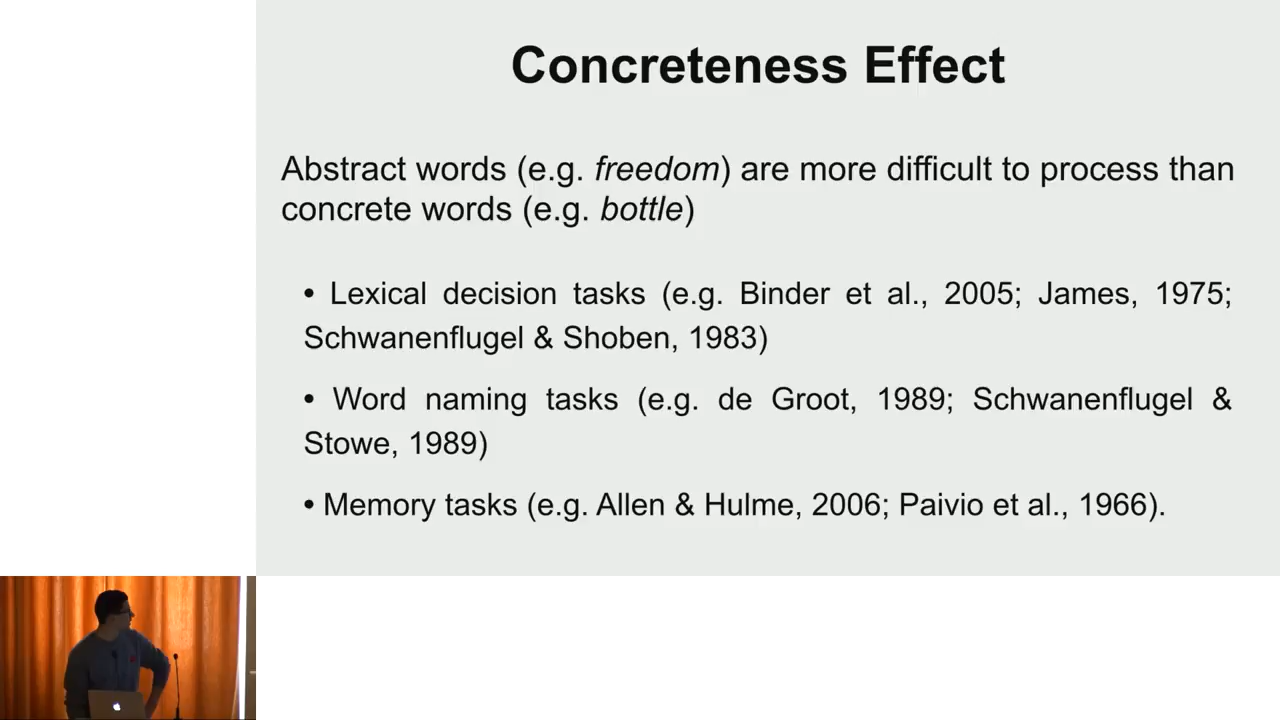 Concreteness Effect
Abstract words (e.g. freedom) are more difficult to process than
concrete words (e.g. bottle)
• Lexical decision tasks (e.g. Binder et al., 2005; James, 1975;
Schwanenflugel & Shoben, 1983)
• Word naming tasks (e.g. de Groot, 1989; Schwanenflugel &
Stowe, 1989)
• Memory tasks (e.g. Allen & Hulme, 2006; Paivio et al., 1966).